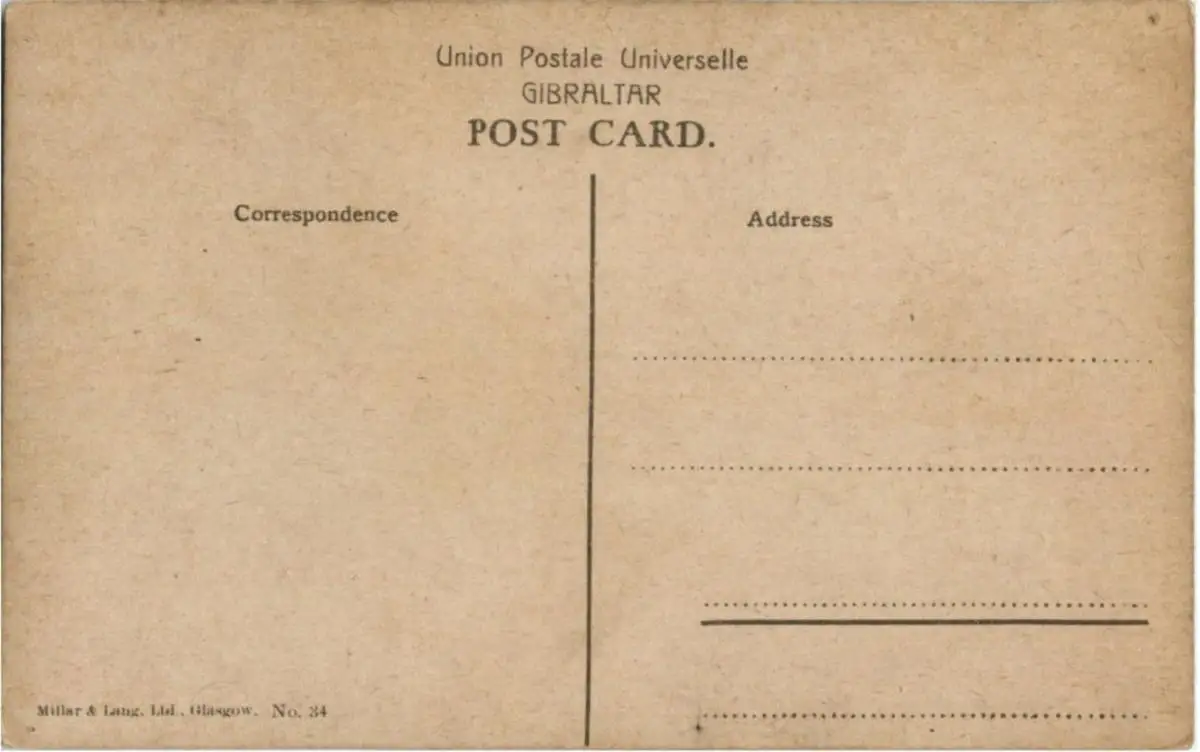 Union Postale Universelle
GIBRALTAR
POST CARD.
Correspondence
Address
Millar & Lang, Ltd., Glasgow. No. 34